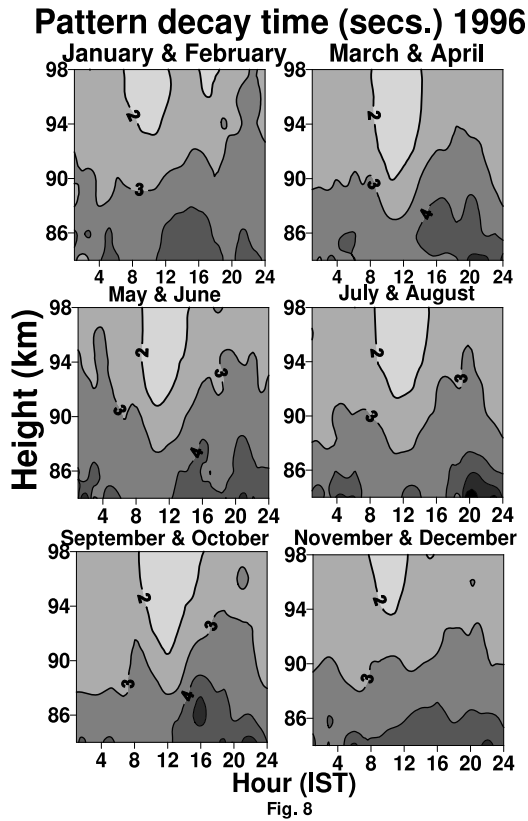 Pattern decay time (secs.) 1996
January & February March & April
98 98
2 2
94 94
90 90
3 3
4
86 86
4 8 12 16 20 24 4 8 12 16 20 24
May & June July & August
Height (km)
98 98
2 2
94 94
3 3
90 90
3 3
4
86 86
4 8 12 16 20 24 4 8 12 16 20 24
September & October November & December
98 98
2 2
94 94
3
90 90
3 3
4
86 86
4 8 12 16 20 24 4 8 12 16 20 24
Hour (IST)
Fig. 8